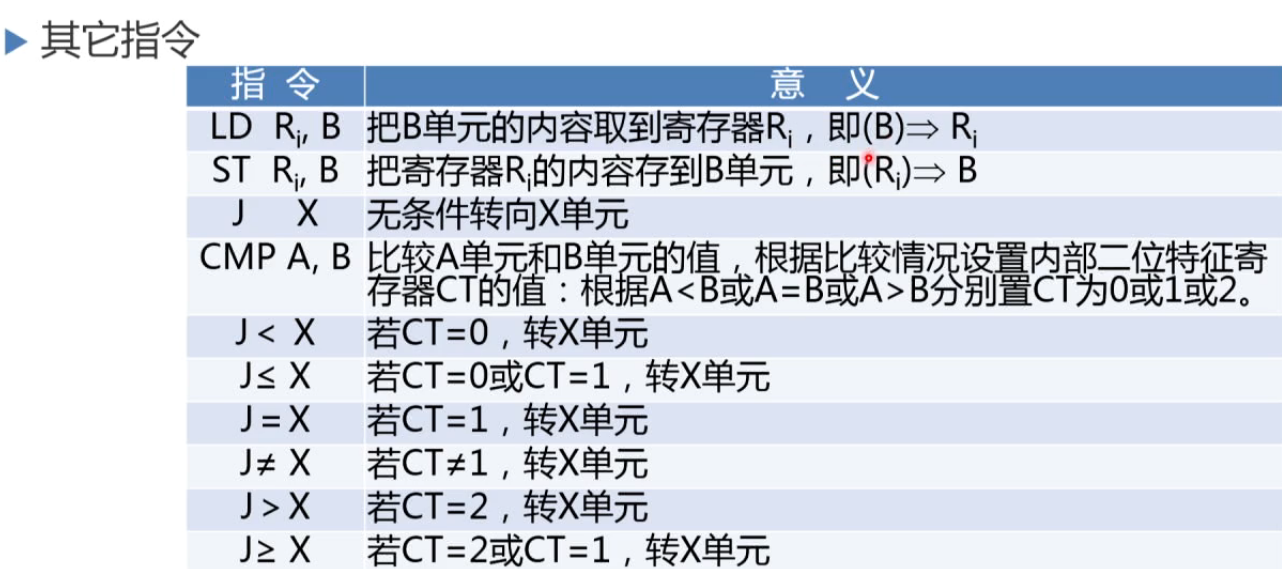 其它指令
指 令 意 义
LD Ri, B 把B单元的内容取到寄存器Ri，即(B)⇒ Ri
ST Ri, B 把寄存器Ri的内容存到B单元，即(Ri)⇒ B
J X 无条件转向X单元
CMP A, B 比较A单元和B单元的值，根据比较情况设置内部二位特征寄
存器CT的值：根据A<B或A=B或A>B分别置CT为0或1或2。
J < X 若CT=0，转X单元
J≤ X 若CT=0或CT=1，转X单元
J = X 若CT=1，转X单元
J≠ X 若CT≠1，转X单元
J > X 若CT=2，转X单元
J≥ X 若CT=2或CT=1，转X单元